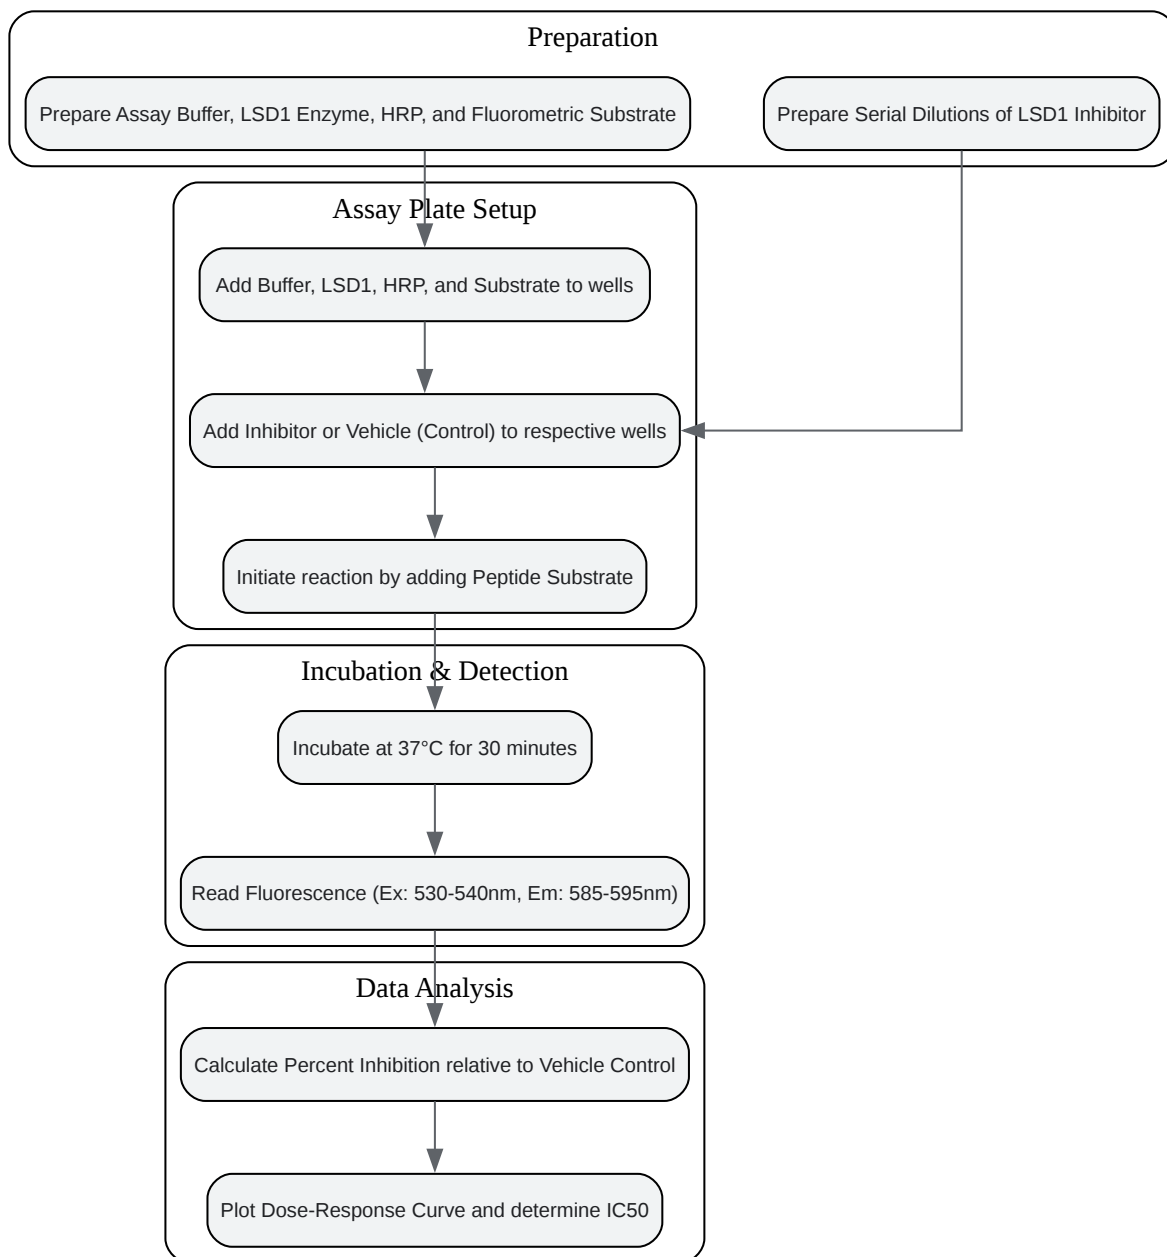 Preparation
Prepare Assay Buffer, LSD1 Enzyme, HRP, and Fluorometric Substrate
Prepare Serial Dilutions of LSD1 Inhibitor
Assay Plate Setup
Add Buffer, LSD1, HRP, and Substrate to wells
Add Inhibitor or Vehicle (Control) to respective wells
Initiate reaction by adding Peptide Substrate
Incubation & Detection
Incubate at 37°C for 30 minutes
Read Fluorescence (Ex: 530-540nm, Em: 585-595nm)
Data Analysis
Calculate Percent Inhibition relative to Vehicle Control
Plot Dose-Response Curve and determine IC50